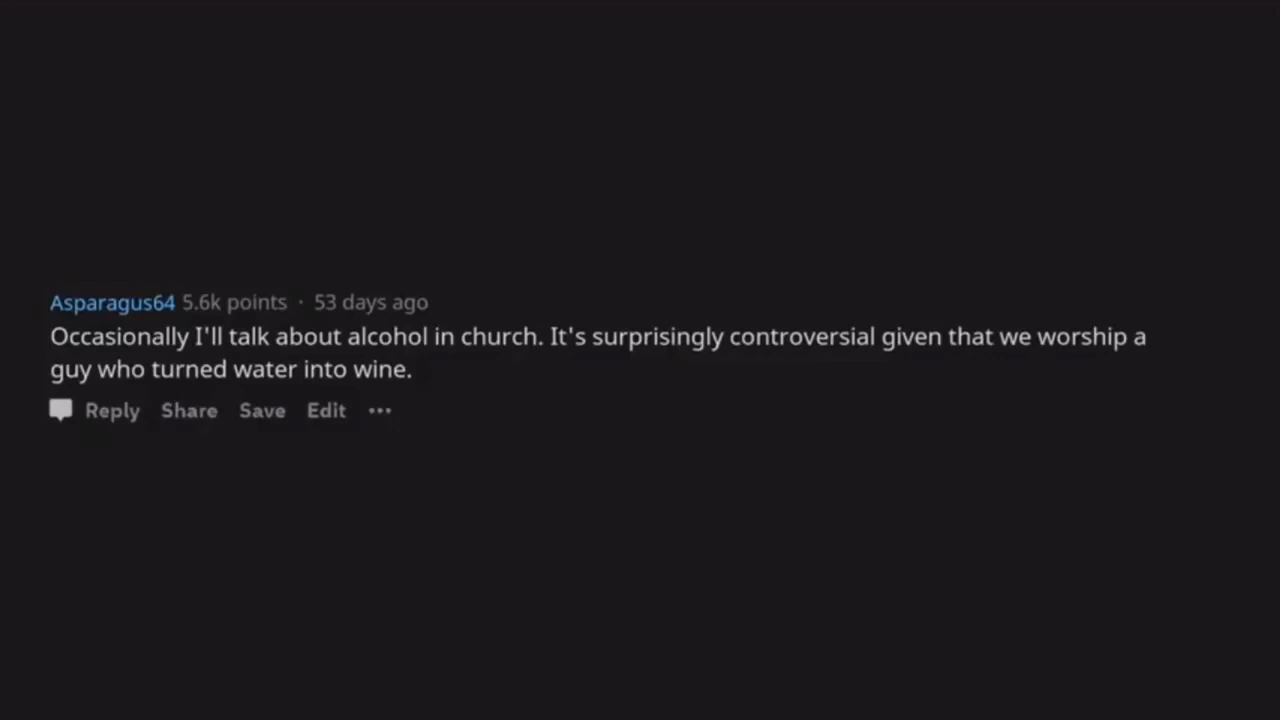 Asparagus64 5.6k points · 53 days ago
Occasionally I'll talk about alcohol in church. It's surprisingly controversial given that we worship a
guy who turned water into wine.
Reply Share Save Edit •••